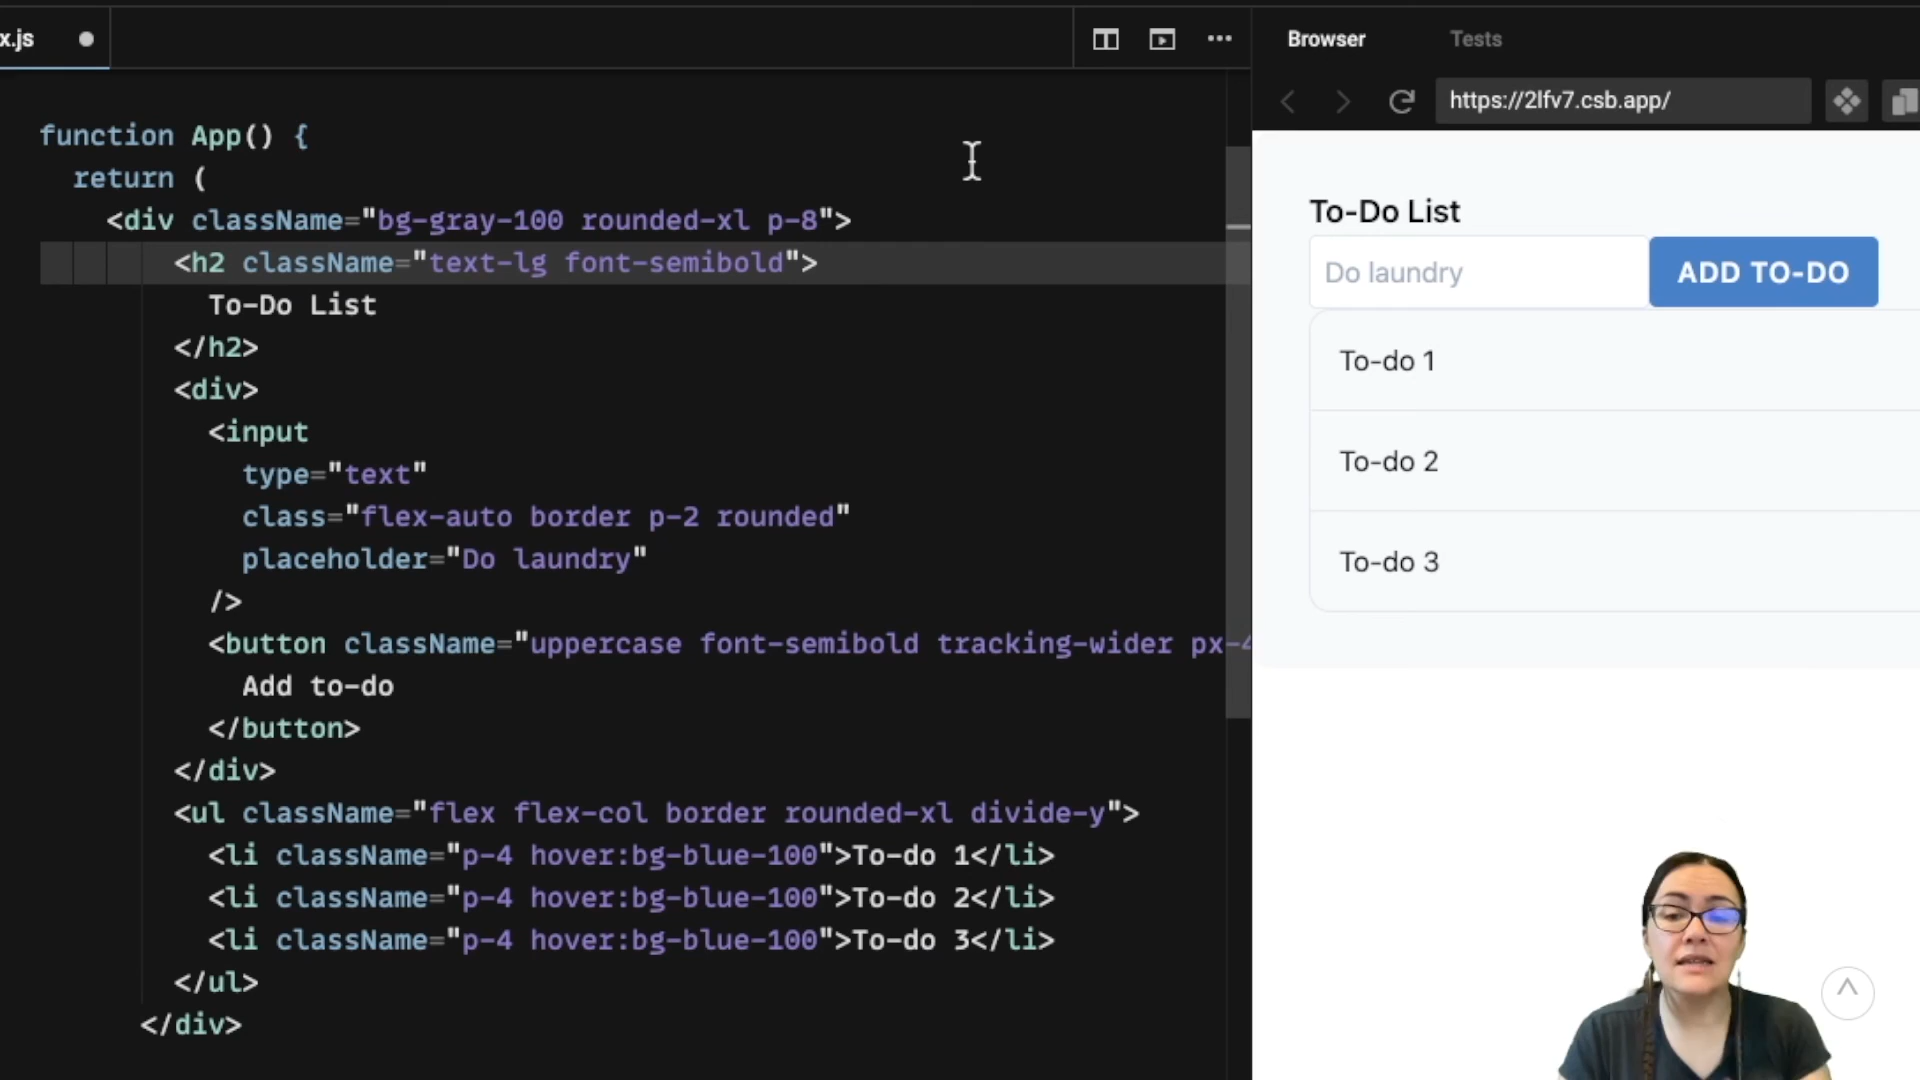 x.js
Browser
Tests
https://2lfv7.csb.app/
function App() {
return (
<div className="bg-gray-100 rounded-xl p-8">
<h2 className="text-lg font-semibold">
To-Do List
</h2>
<div>
<input
type="text"
class="flex-auto border p-2 rounded"
placeholder="Do laundry"
/>
<button className="uppercase font-semibold tracking-wider px-4
Add to-do
</button>
</div>
<ul className="flex flex-col border rounded-xl divide-y">
<li className="p-4 hover:bg-blue-100">To-do 1</li>
<li className="p-4 hover:bg-blue-100">To-do 2</li>
<li className="p-4 hover:bg-blue-100">To-do 3</li>
</ul>
</div>
To-Do List
Do laundry
ADD TO-DO
To-do 1
To-do 2
To-do 3